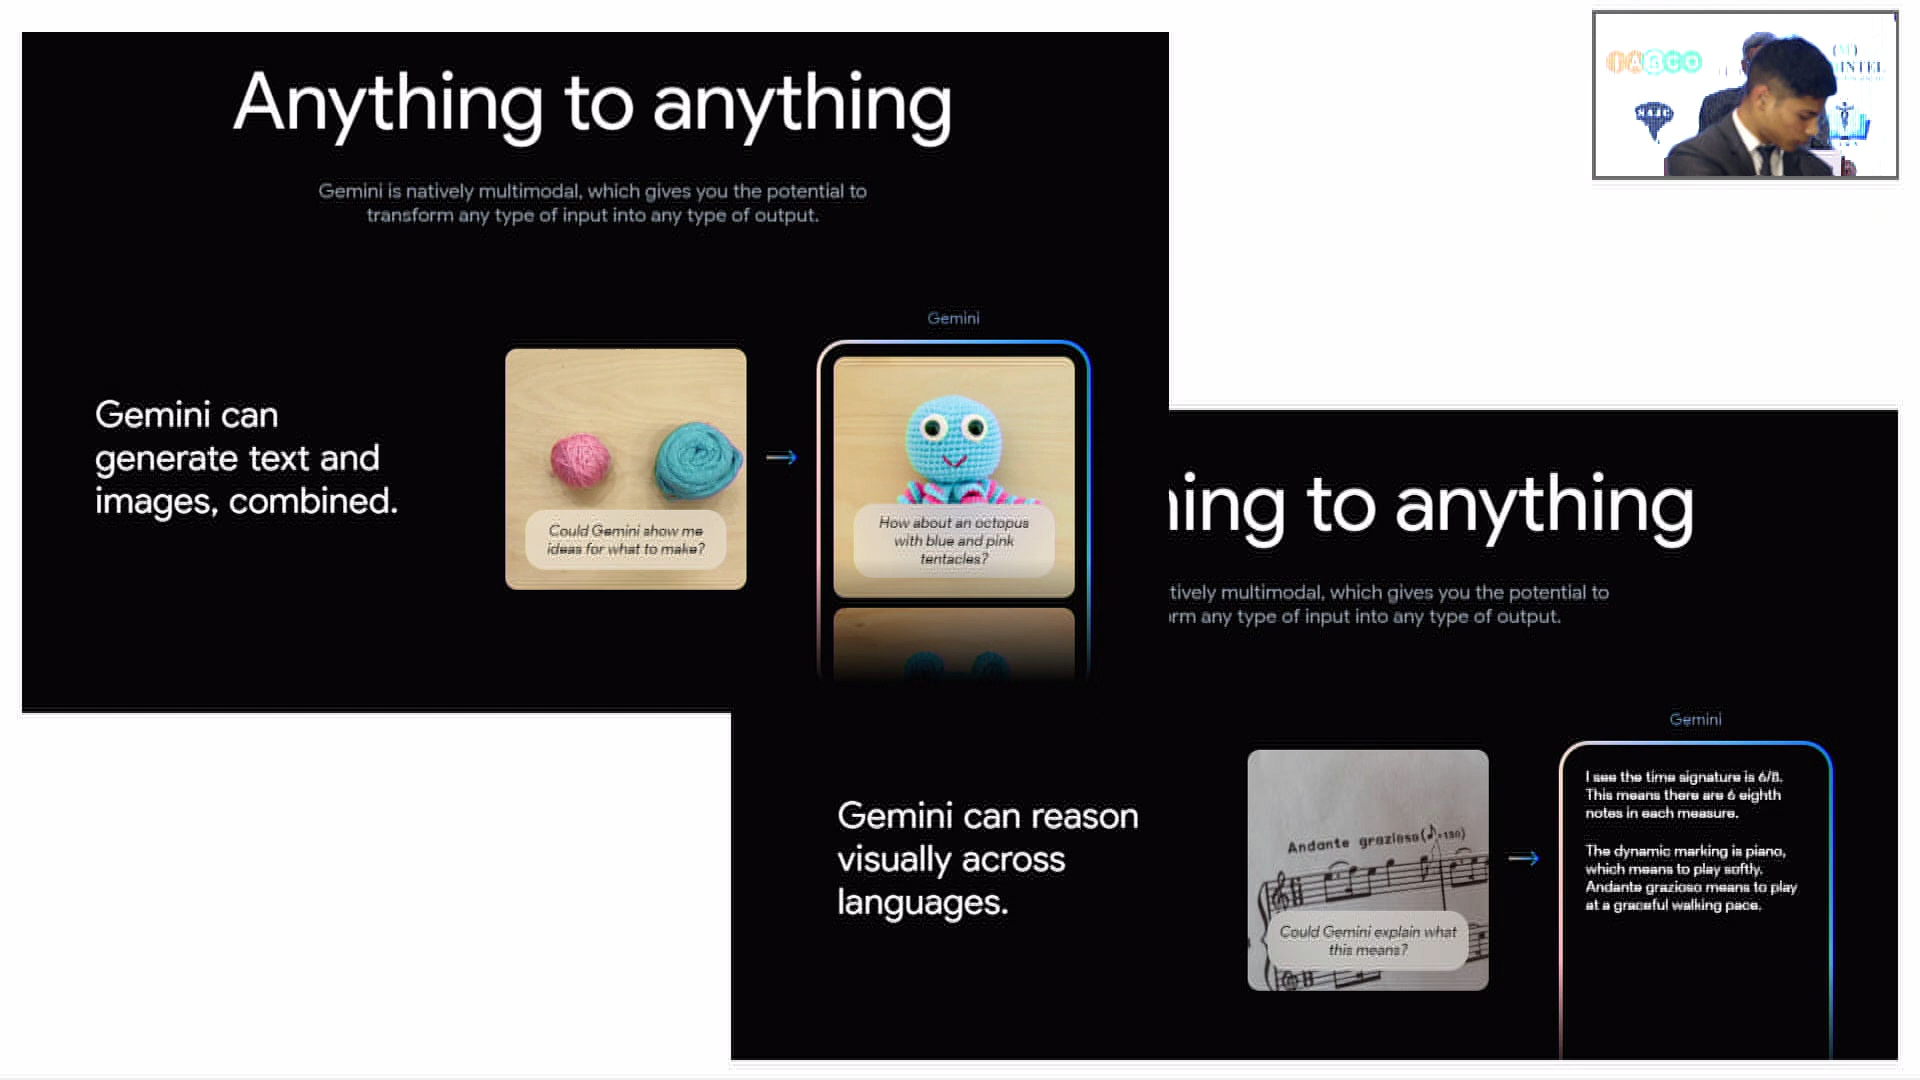 Anything to anything
Gemini is natively multimodal, which gives you the potential to
transform any type of input into any type of output.
Gemini can
generate text and
images, combined.
Could Gemini show me
ideas for what to make?
Gemini
How about an octopus
with blue and pink
tentacles?
hing to anything
tively multimodal, which gives you the potential to
rm any type of input into any type of output.
Gemini can reason
visually across
languages.
Andante grazioso(♪=130)
Could Gemini explain what
this means?
Gemini
I see the time signature is 6/8.
This means there are 6 eighth
notes in each measure.
The dynamic marking is piano,
which means to play softly.
Andante grazioso means to play
at a graceful walking pace.